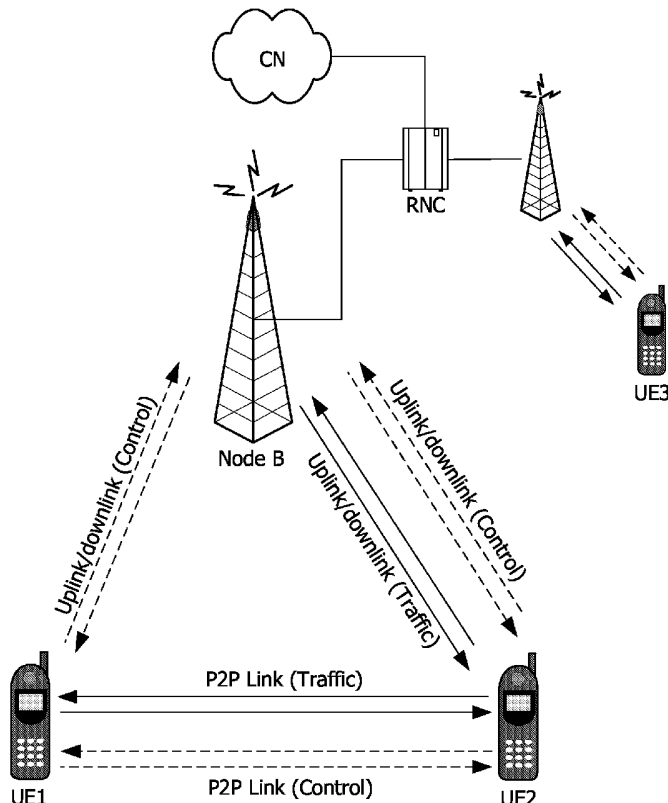 CN
RNC
UE3
Node B
Uplink/downlink (Control)
Uplink/downlink (Traffic)
Uplink/downlink (Control)
P2P Link (Traffic)
P2P Link (Control)
UE1
UE2